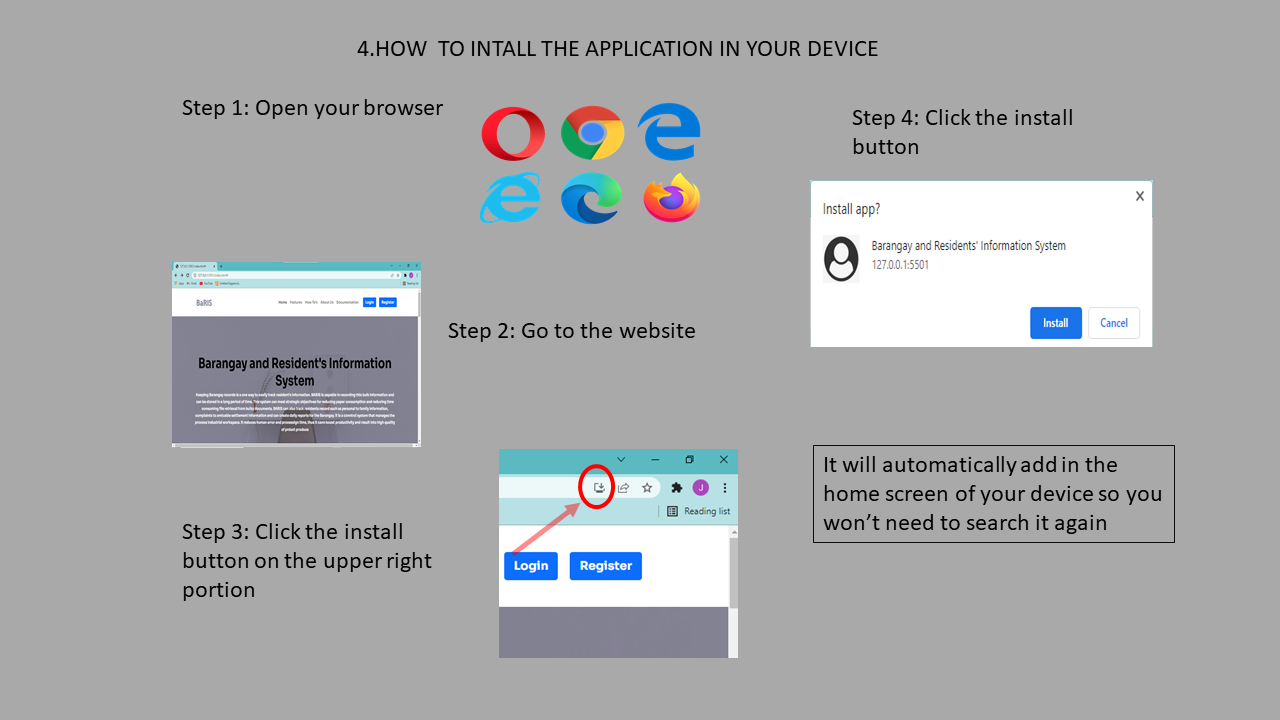 4.HOW  TO INTALL THE APPLICATION IN YOUR DEVICE
Step 1: Open your browser
Step 2: Go to the website
BaRIS
Home Features How To's About Us Documentation Login Register
Barangay and Resident's Information
System
Step 3: Click the install
button on the upper right
portion
Reading list
Login Register
J
Step 4: Click the install
button
Install app?
X
Barangay and Residents' Information System
127.0.0.1:5501
Install Cancel
It will automatically add in the
home screen of your device so you
won't need to search it again